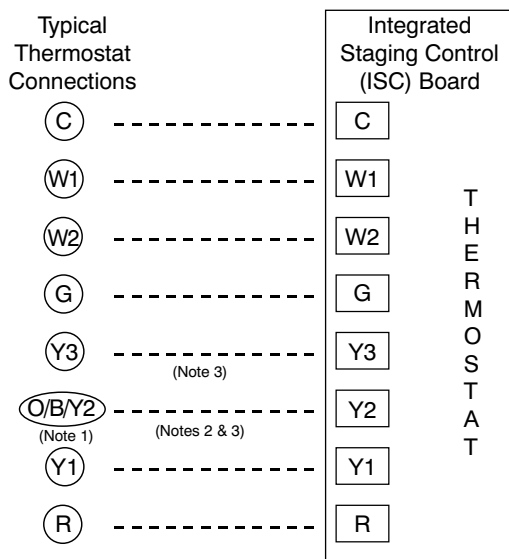 Typical
Thermostat
Connections
Integrated
Staging Control
(ISC) Board
C C
W1 W1
W2 W2
G G
Y3 (Note 3) Y3
O/B/Y2 Y2
(Note 1) (Notes 2 & 3)
Y1 Y1
R R
THERMOSTAT